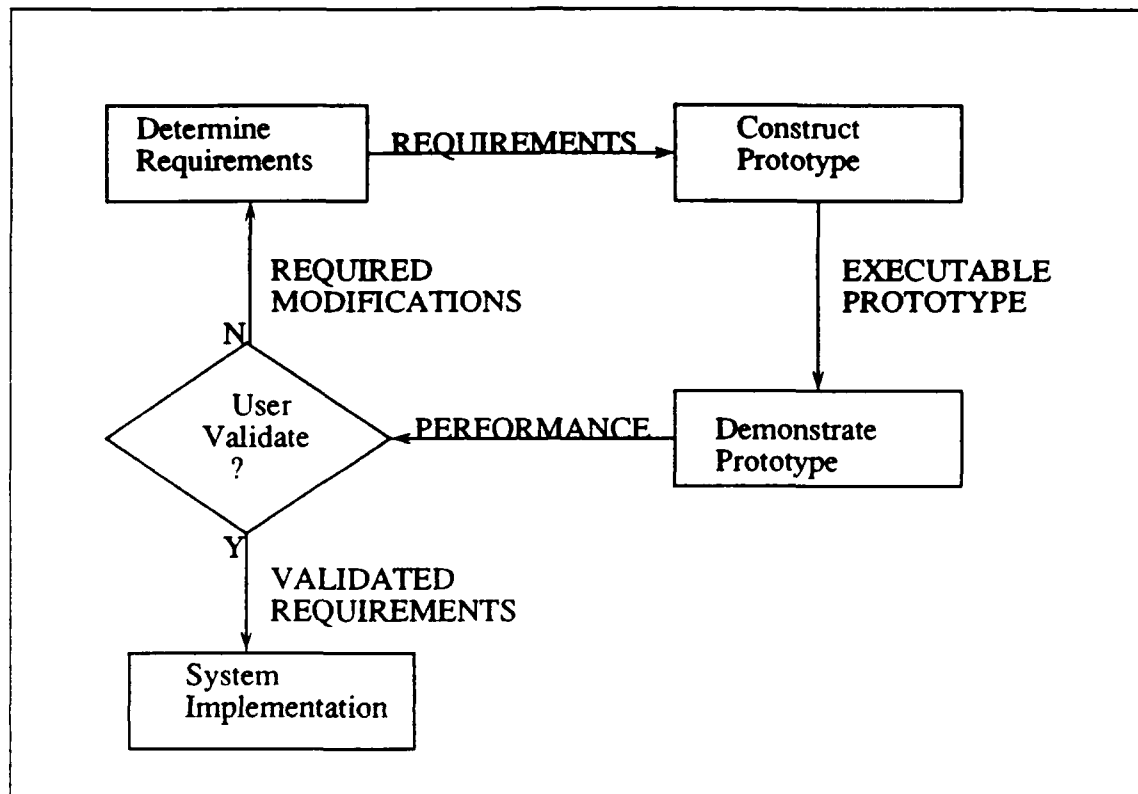 Determine
Requirements
REQUIREMENTS
Construct
Prototype
REQUIRED
MODIFICATIONS
EXECUTABLE
PROTOTYPE
N
User
Validate
?
PERFORMANCE
Demonstrate
Prototype
Y
VALIDATED
REQUIREMENTS
System
Implementation